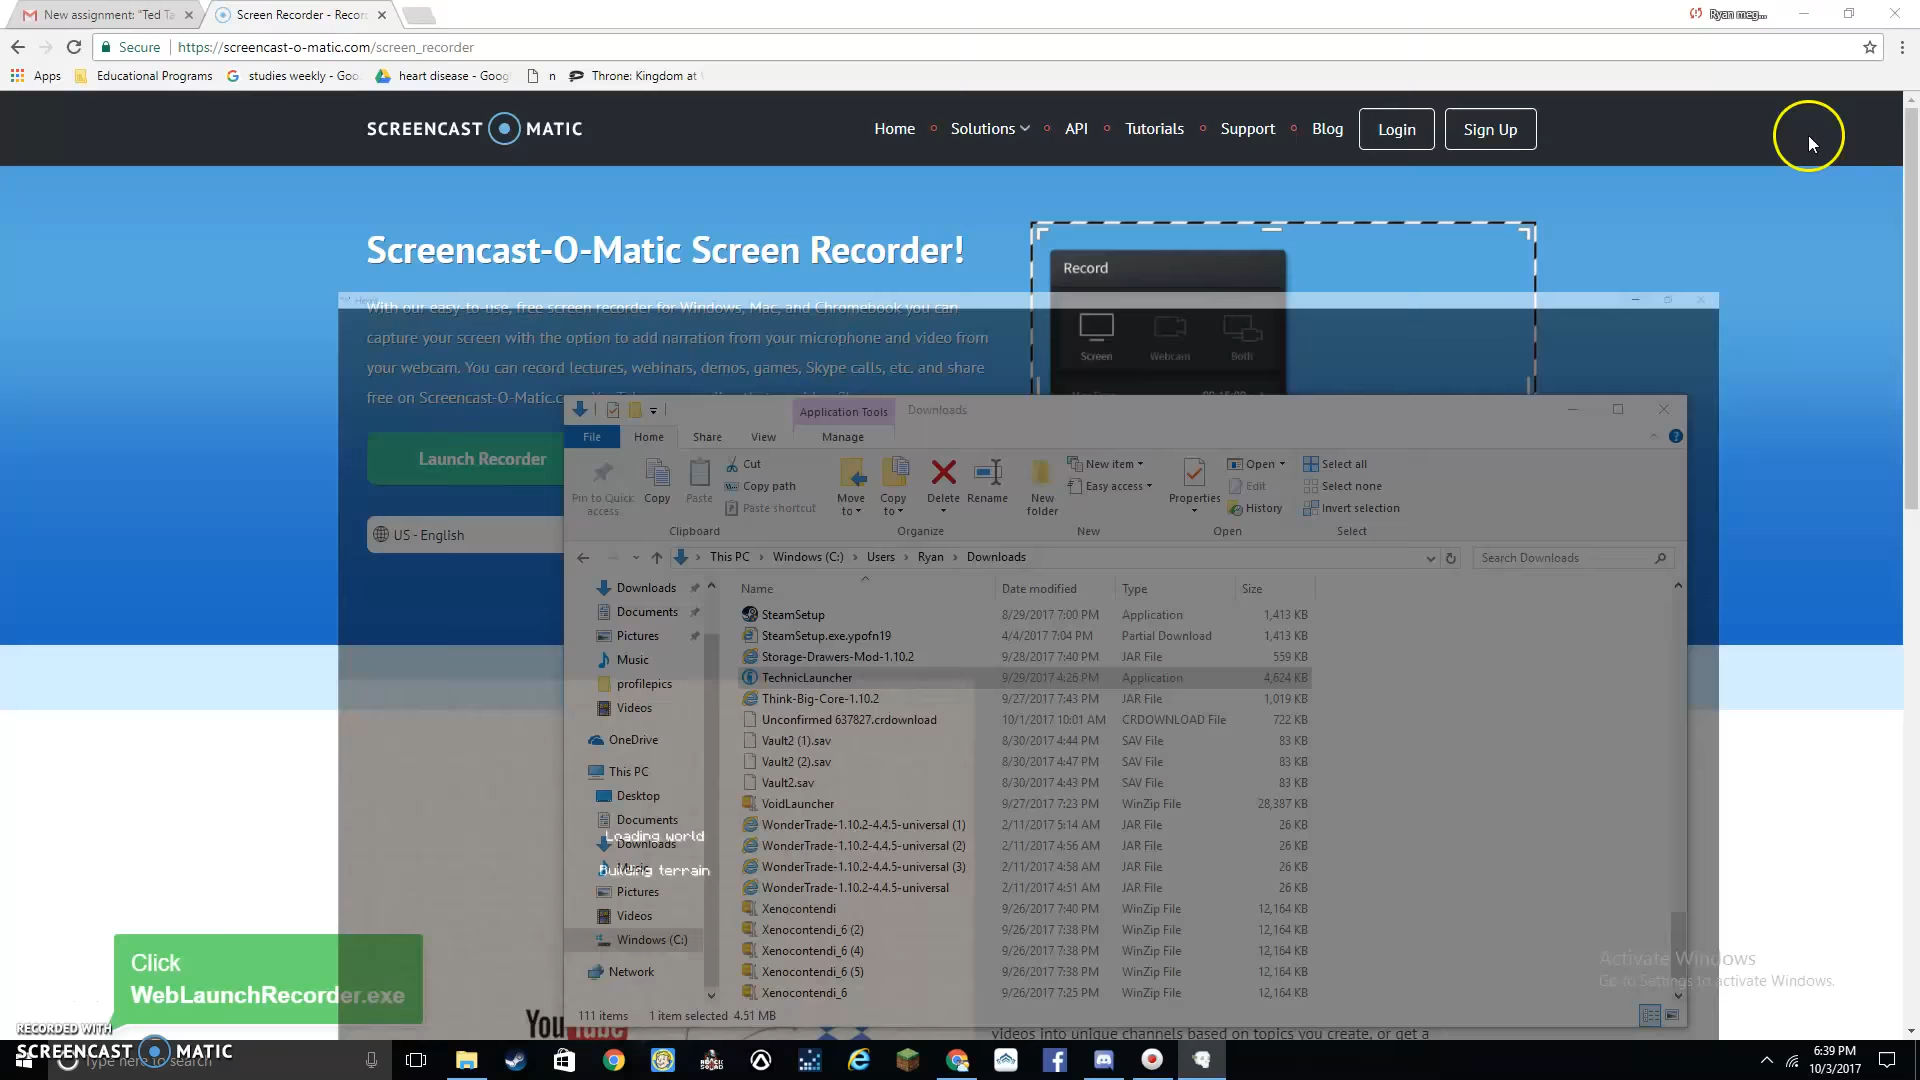 New assignment: "Ted Ta
Screen Recorder - Recor
Ryan meg...
Secure https://screencast-o-matic.com/screen_recorder
Apps Educational Programs studies weekly - Goo heart disease - Goog n Throne: Kingdom at
SCREENCAST MATIC
Home Solutions API Tutorials Support Blog Login Sign Up
Screencast-O-Matic Screen Recorder!
With our easy-to-use, free screen recorder for Windows, Mac, and Chromebook you can
capture your screen with the option to add narration from your microphone and video from
your webcam. You can record lectures, webinars, demos, games, Skype calls, etc. and share
free on Screencast-O-Matic.c
Record
Screen Webcam Both
Launch Recorder
US - English
Application Tools Downloads
File Home Share View Manage
Pin to Quick access
Copy
Paste
Cut
Copy path
Paste shortcut
Move to
Copy to
Delete
Rename
New folder
New item
Easy access
Properties
Open
Edit
History
Select all
Select none
Invert selection
Clipboard Organize New Open Select
This PC Windows (C:) Users Ryan Downloads
Search Downloads
Downloads
Documents
Pictures
Music
profilepics
Videos
OneDrive
This PC
Desktop
Documents
Downloads
Music
Pictures
Videos
Windows (C:)
Network
Loading world
Building terrain
Name Date modified Type Size
SteamSetup 8/29/2017 7:00 PM Application 1,413 KB
SteamSetup.exe.ypofn19 4/4/2017 7:04 PM Partial Download 1,413 KB
Storage-Drawers-Mod-1.10.2 9/28/2017 7:40 PM JAR File 559 KB
TechnicLauncher 9/29/2017 4:26 PM Application 4,624 KB
Think-Big-Core-1.10.2 9/27/2017 7:43 PM JAR File 1,019 KB
Unconfirmed 637827.crdownload 10/1/2017 10:01 AM CRDOWNLOAD File 722 KB
Vault2 (1).sav 8/30/2017 4:44 PM SAV File 83 KB
Vault2 (2).sav 8/30/2017 4:47 PM SAV File 83 KB
Vault2.sav 8/30/2017 4:43 PM SAV File 83 KB
VoidLauncher 9/27/2017 7:23 PM WinZip File 28,387 KB
WonderTrade-1.10.2-4.4.5-universal (1) 2/11/2017 5:14 AM JAR File 26 KB
WonderTrade-1.10.2-4.4.5-universal (2) 2/11/2017 4:56 AM JAR File 26 KB
WonderTrade-1.10.2-4.4.5-universal (3) 2/11/2017 4:58 AM JAR File 26 KB
WonderTrade-1.10.2-4.4.5-universal 2/11/2017 4:51 AM JAR File 26 KB
Xenocontendi 9/26/2017 7:40 PM WinZip File 12,164 KB
Xenocontendi_6 (2) 9/26/2017 7:38 PM WinZip File 12,164 KB
Xenocontendi_6 (4) 9/26/2017 7:38 PM WinZip File 12,164 KB
Xenocontendi_6 (5) 9/26/2017 7:38 PM WinZip File 12,164 KB
Xenocontendi_6 9/26/2017 7:25 PM WinZip File 12,164 KB
111 items 1 item selected 4.51 MB
Activate Windows
Go to Settings to activate Windows.
Click
WebLaunchRecorder.exe
You
videos into unique channels based on topics you create, or get a
RECORDED WITH
SCREENCAST MATIC
Type here to search
6:39 PM
10/3/2017